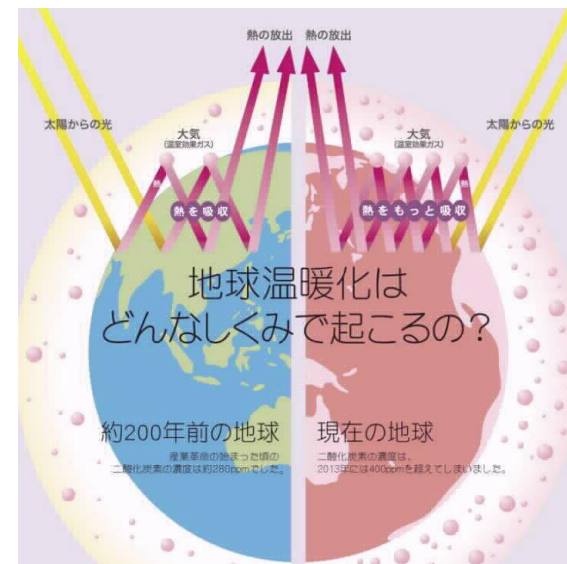 熱の放出
熱の放出
太陽からの光
大気
(温室効果ガス)
熱
熱を吸収
大気
(温室効果ガス)
太陽からの光
熱
熱をもっと吸収
地球温暖化は
どんなしくみで起こるの？
約200年前の地球
産業革命の始まった頃の
二酸化炭素の濃度は約280ppmでした。
現在の地球
二酸化炭素の濃度は、
2013年には400ppmを超えてしまいました。